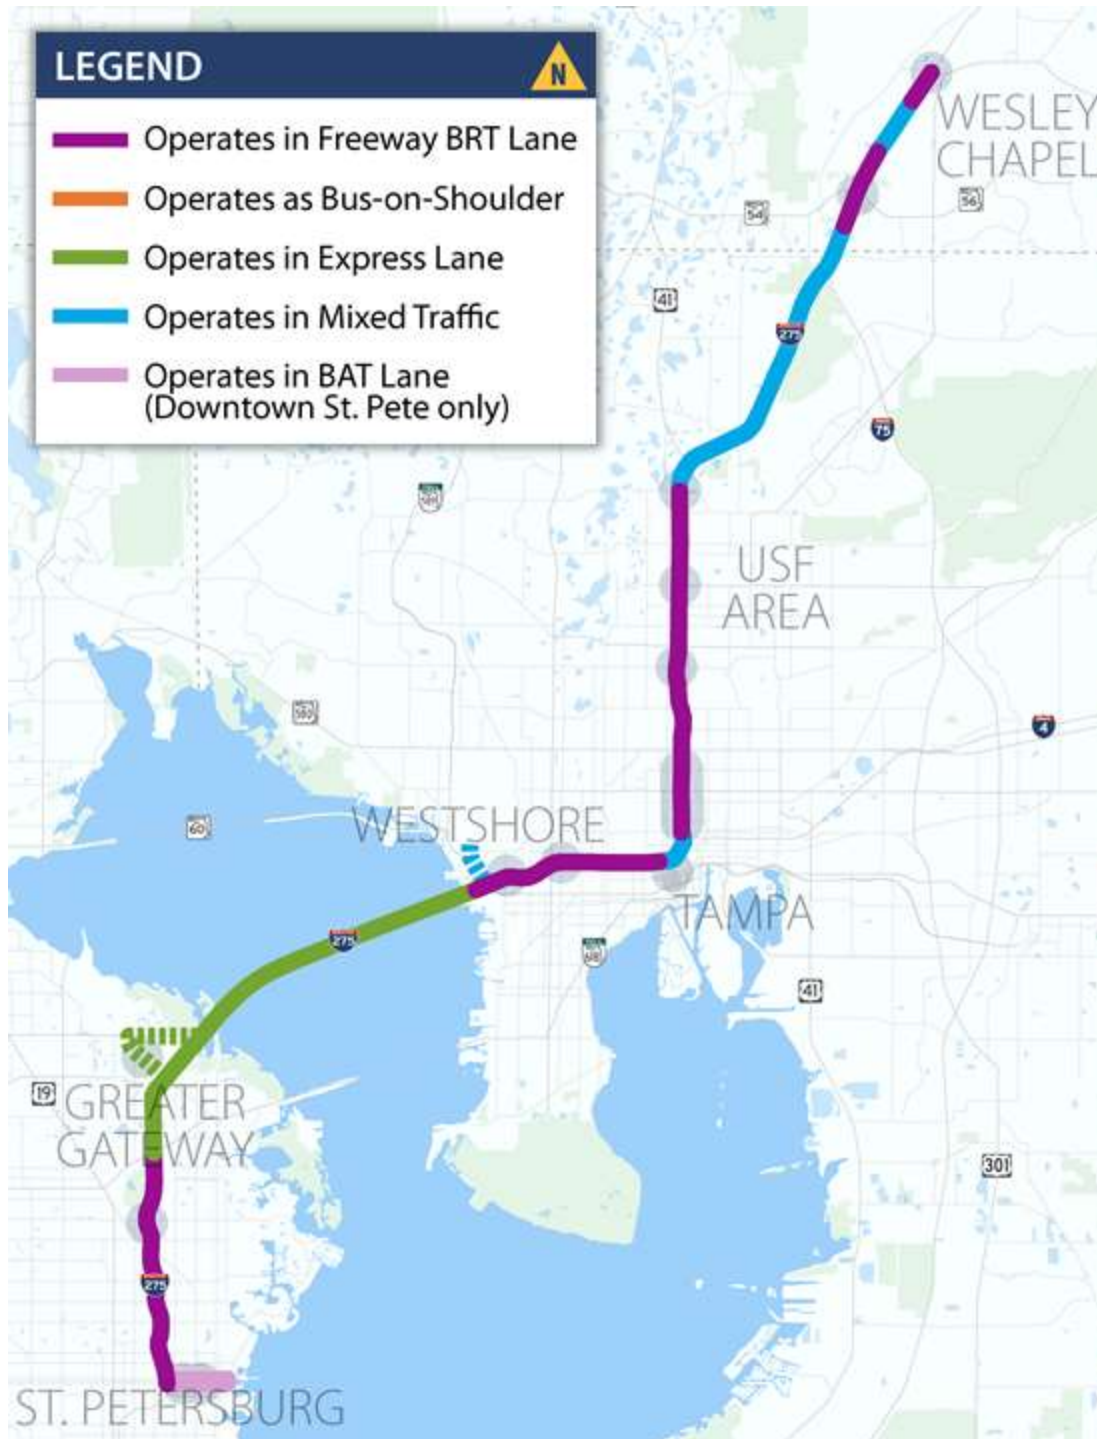 LEGEND
N
Operates in Freeway BRT Lane
Operates as Bus-on-Shoulder
Operates in Express Lane
Operates in Mixed Traffic
Operates in BAT Lane
(Downtown St. Pete only)
WESLEY
CHAPEL
54
56
41
275
75
589
USF
AREA
580
4
60
WESTSHORE
TAMPA
275
618
41
19
GREATER
GATEWAY
301
275
ST. PETERSBURG